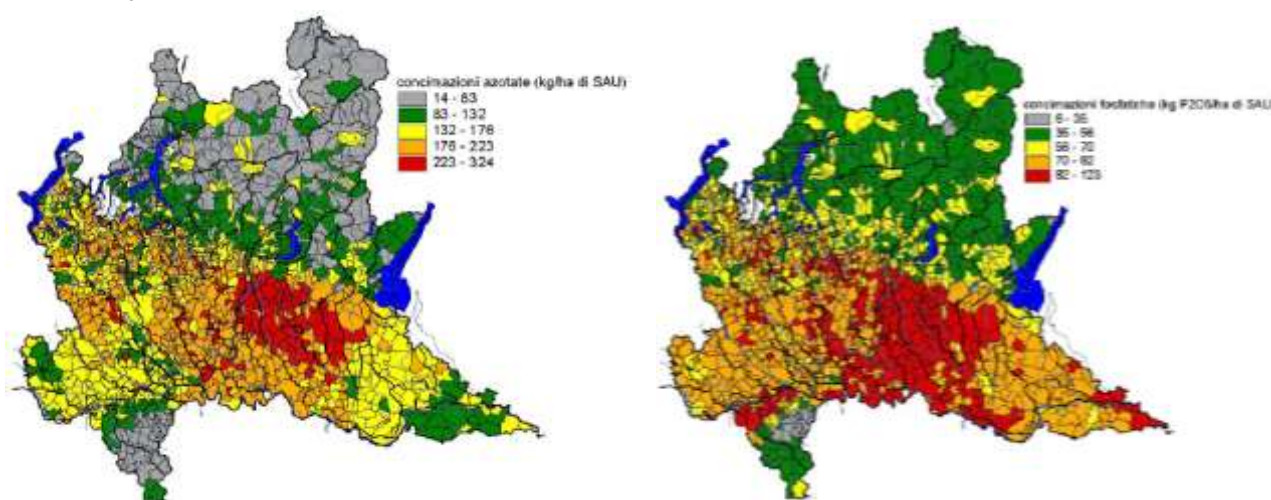 concimazioni azotate (kg/ha di SAU)
14 - 83
83 - 132
132 - 176
176 - 223
223 - 324
concimazioni fosfatiche (kg P2O5/ha di SAU
6 - 35
35 - 56
56 - 70
70 - 82
82 - 123